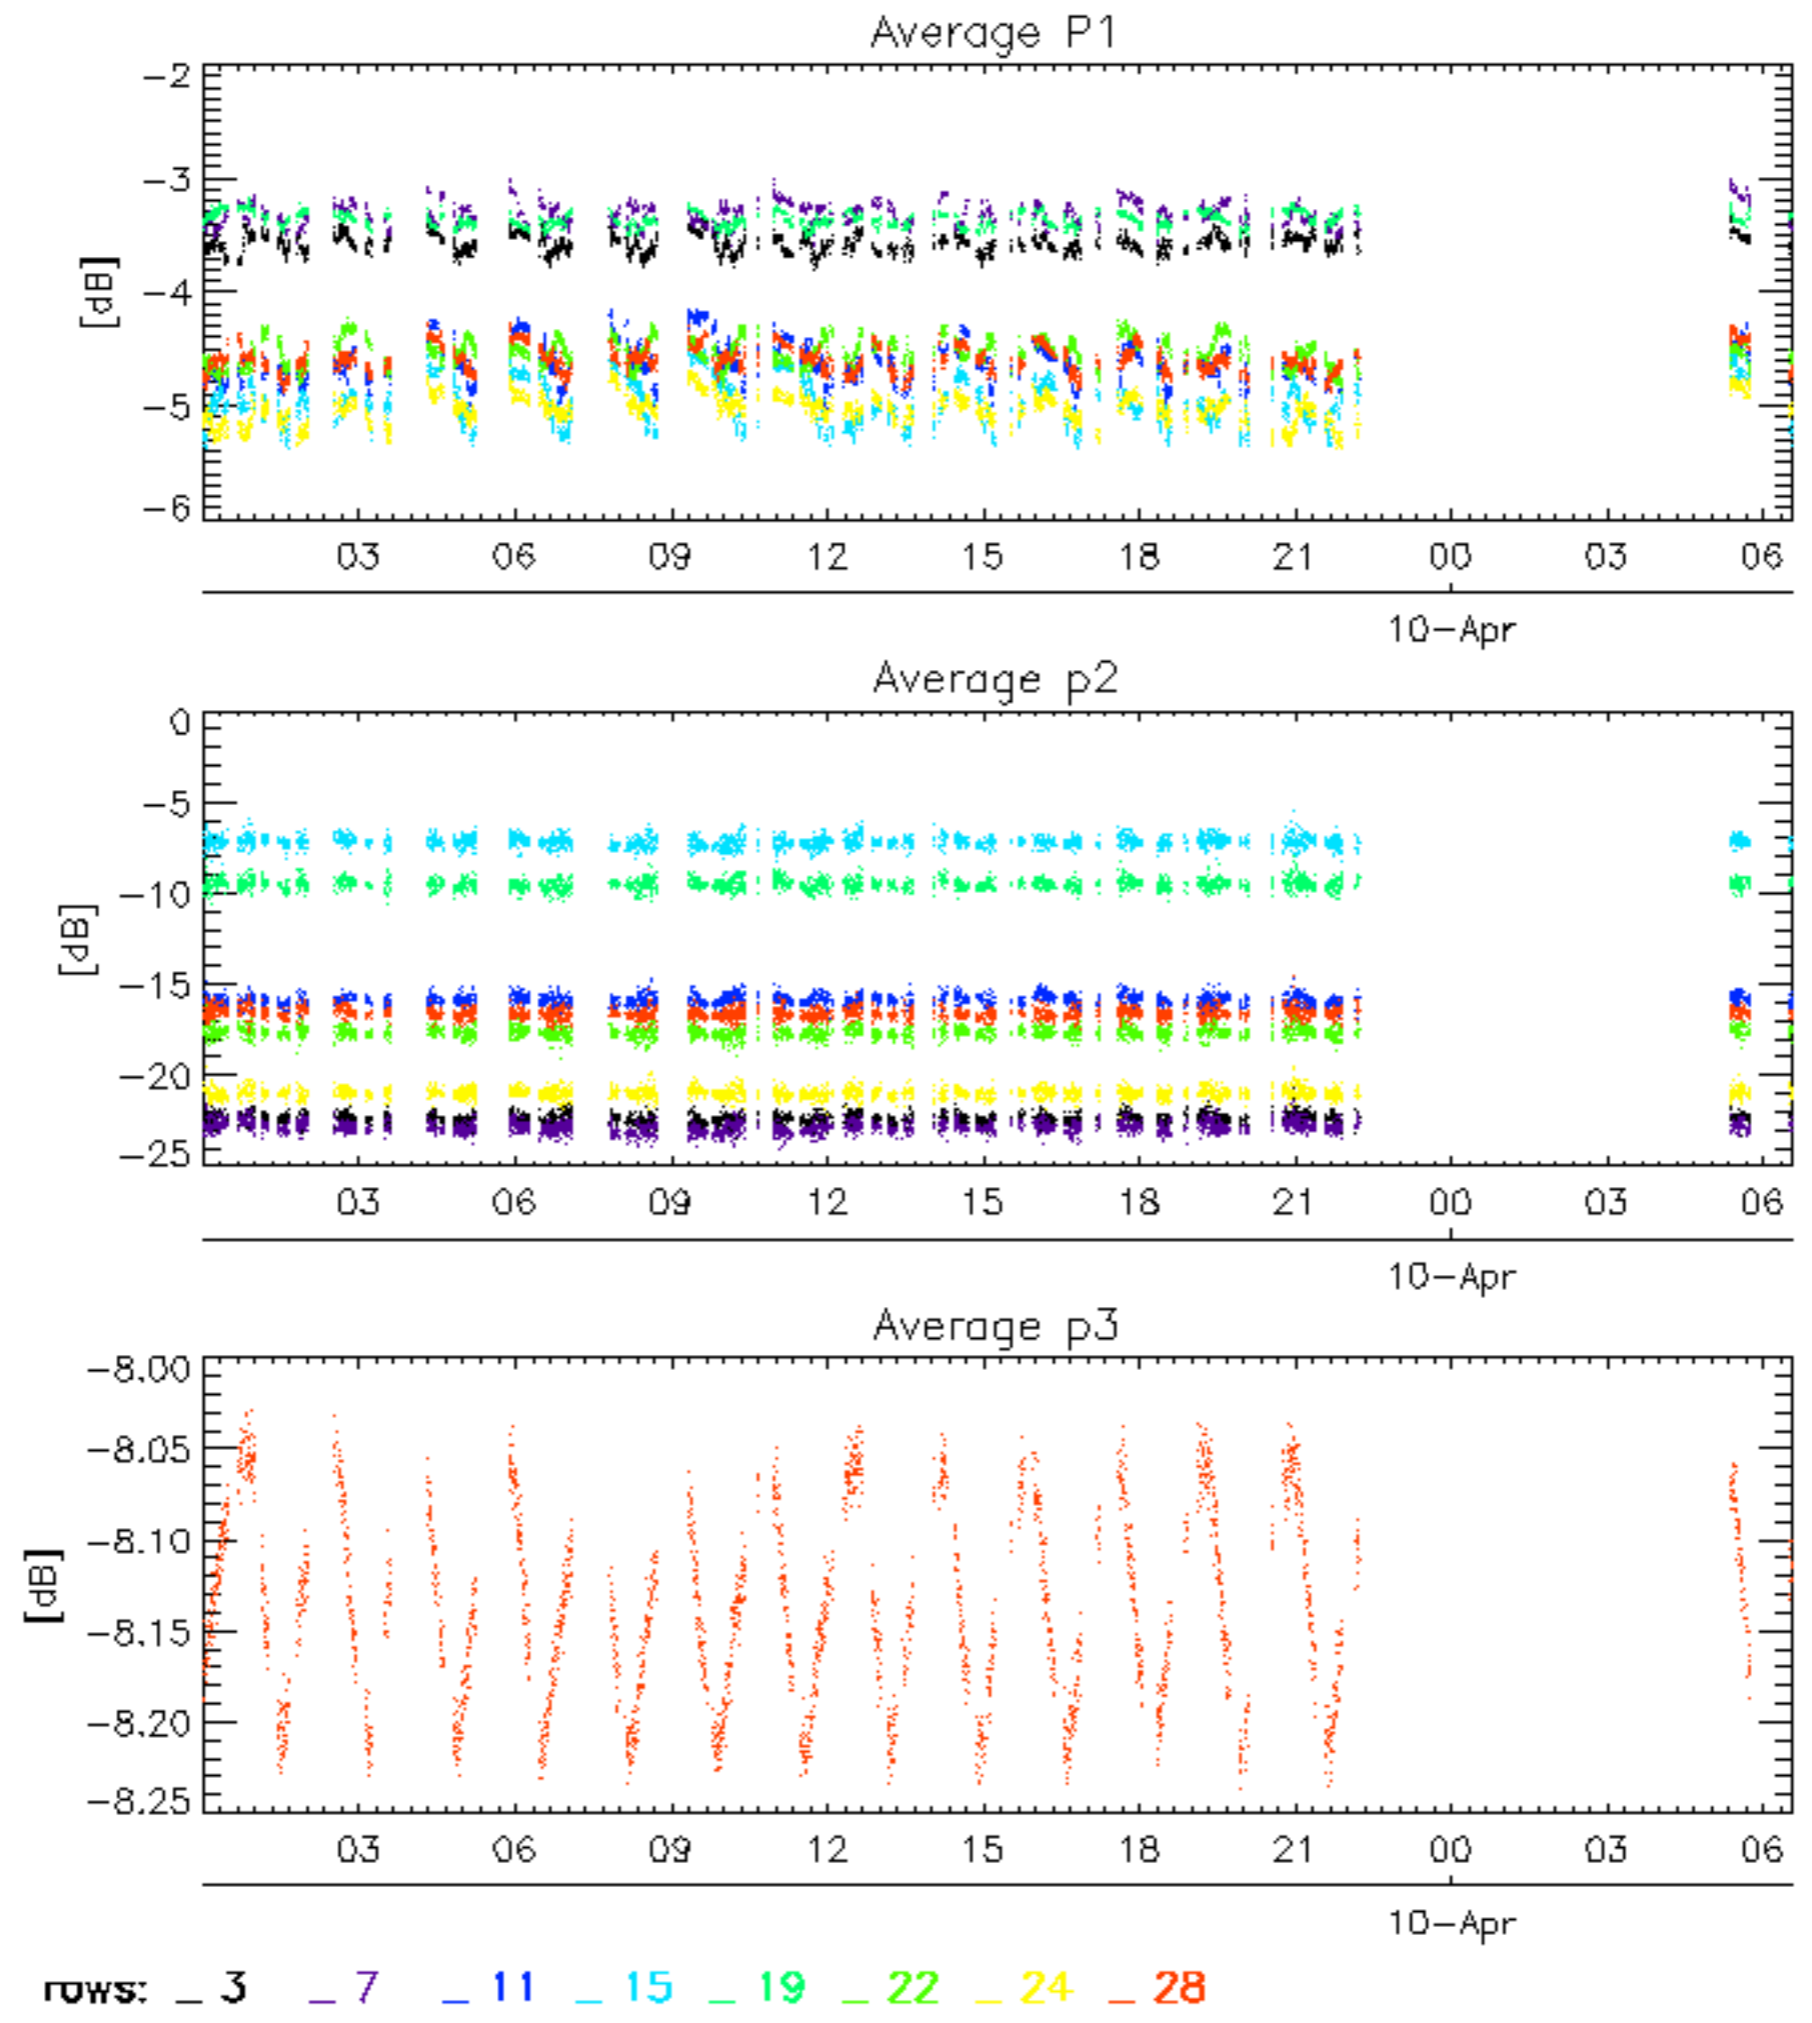 Average P1
-2
-3
-4
-5
-6
[dB]
03 06 09 12 15 18 21 00 03 06
10-Apr
Average p2
0
-5
-10
-15
-20
-25
[dB]
03 06 09 12 15 18 21 00 03 06
10-Apr
Average p3
-8.00
-8.05
-8.10
-8.15
-8.20
-8.25
[dB]
03 06 09 12 15 18 21 00 03 06
10-Apr
rows: _ 3 _ 7 _ 11 _ 15 _ 19 _ 22 _ 24 _ 28